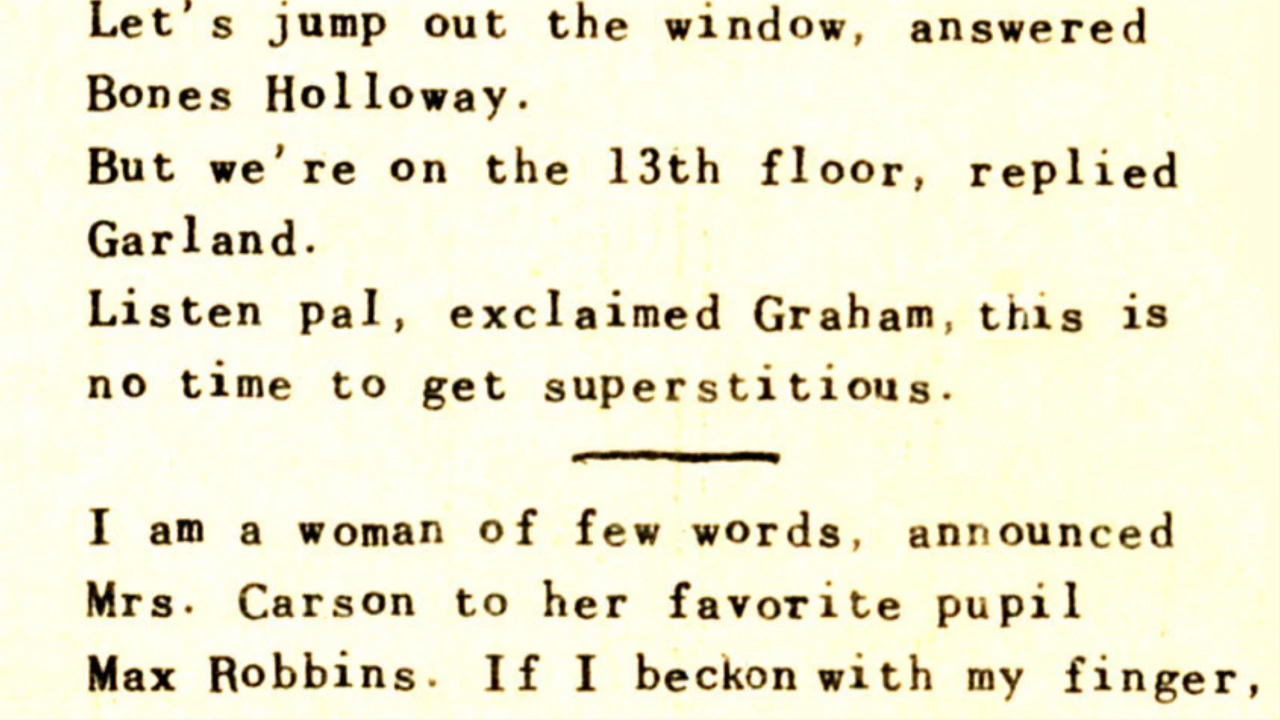 Let's jump out the window, answered
Bones Holloway.
But we're on the 13th floor, replied
Garland.
Listen pal, exclaimed Graham, this is
no time to get superstitious.
I am a woman of few words, announced
Mrs. Carson to her favorite pupil
Max Robbins. If I beckon with my finger,